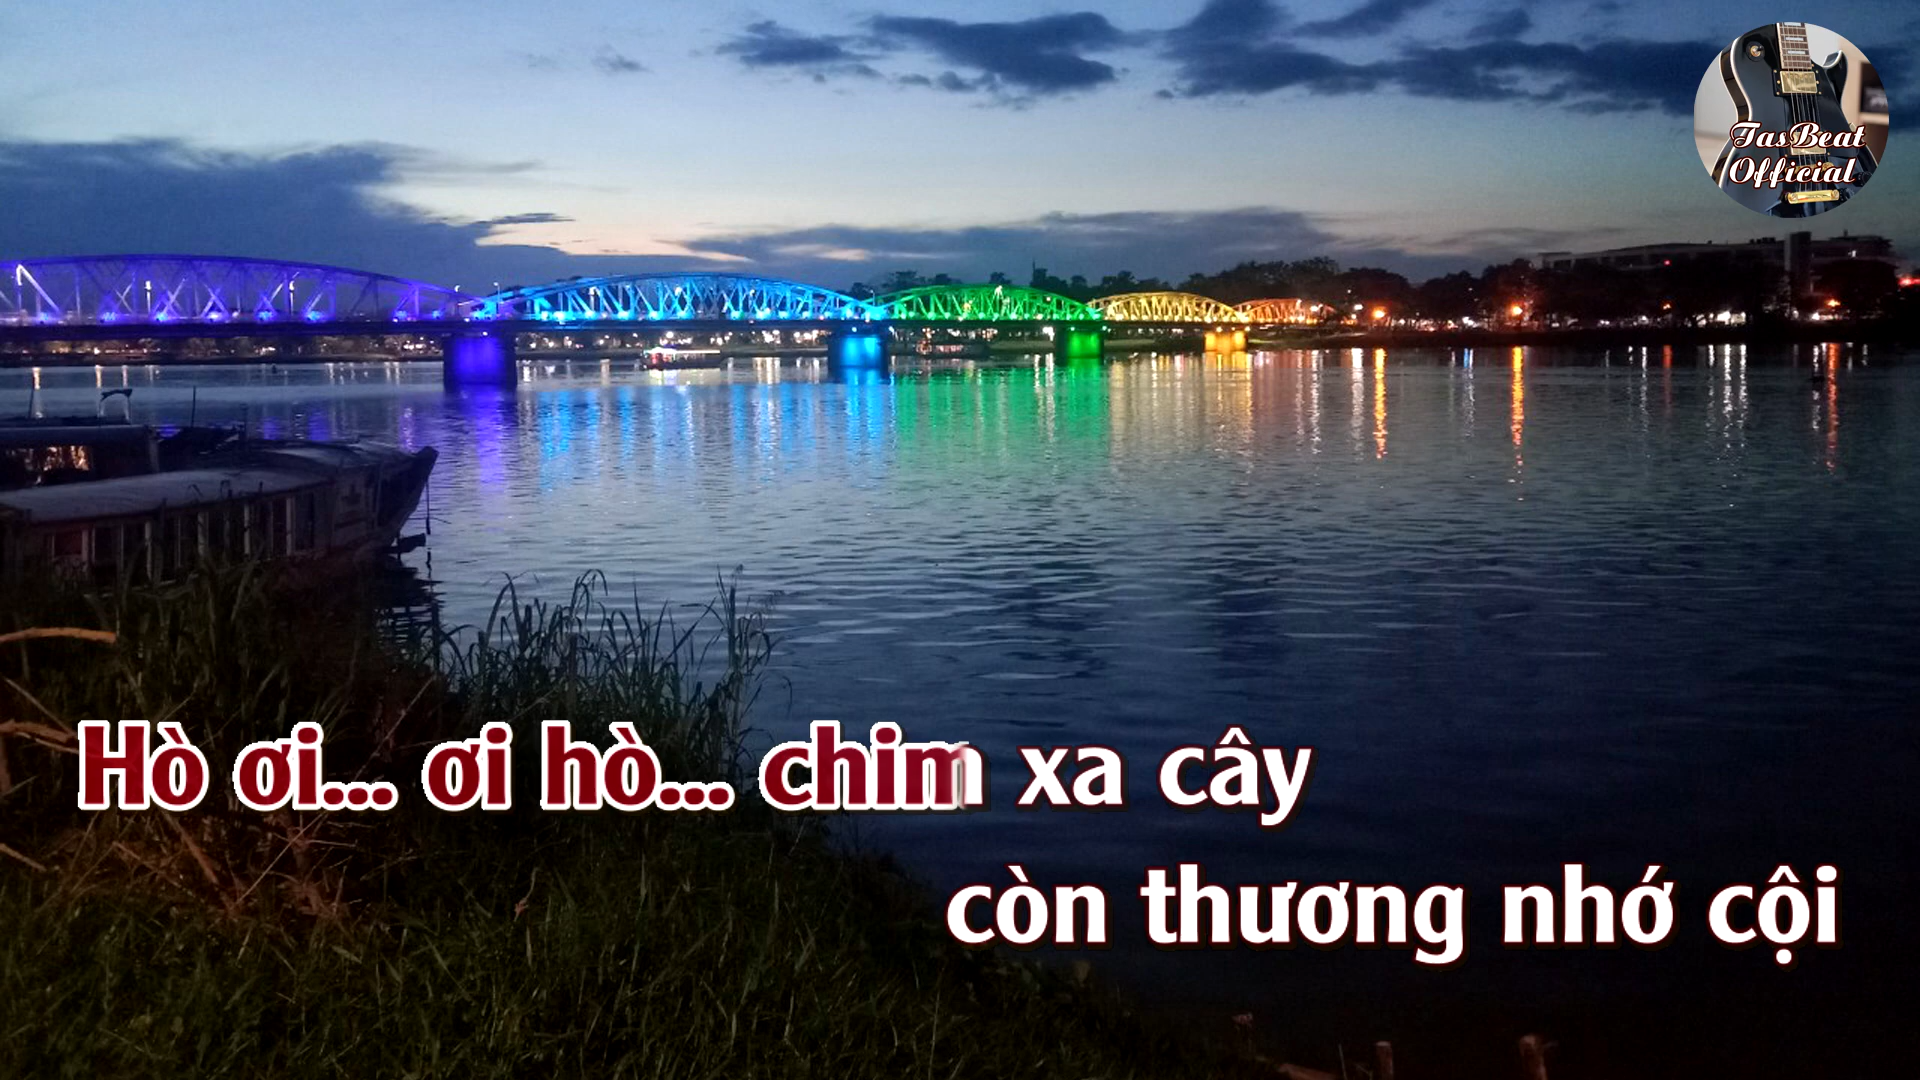 TasBeat
Official
Hò ơi... ơi hò... chim xa cây
còn thương nhớ cội